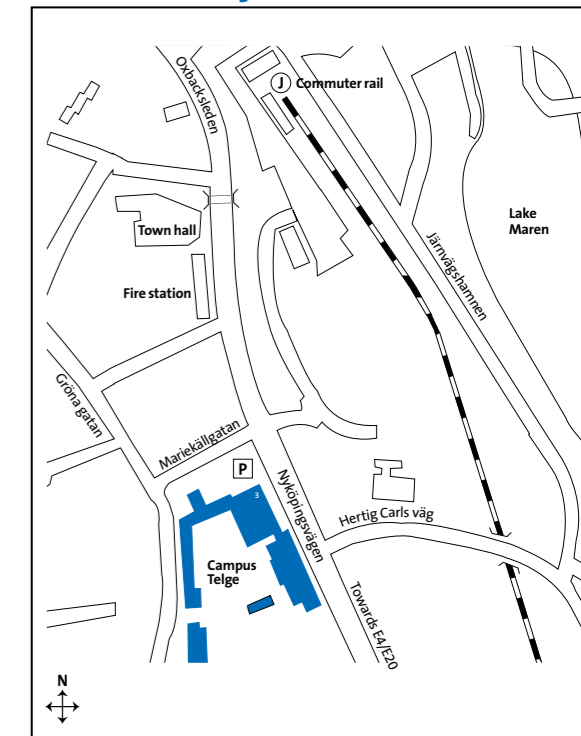 Oxbacksleden
J
Commuter rail
Lake
Maren
Town hall
Järnvägshamnen
Fire station
Gröna gatan
Mariekällgatan
P
3
Nyköpingsvägen
Hertig Carls väg
Campus
Telge
Towards E4/E20
N